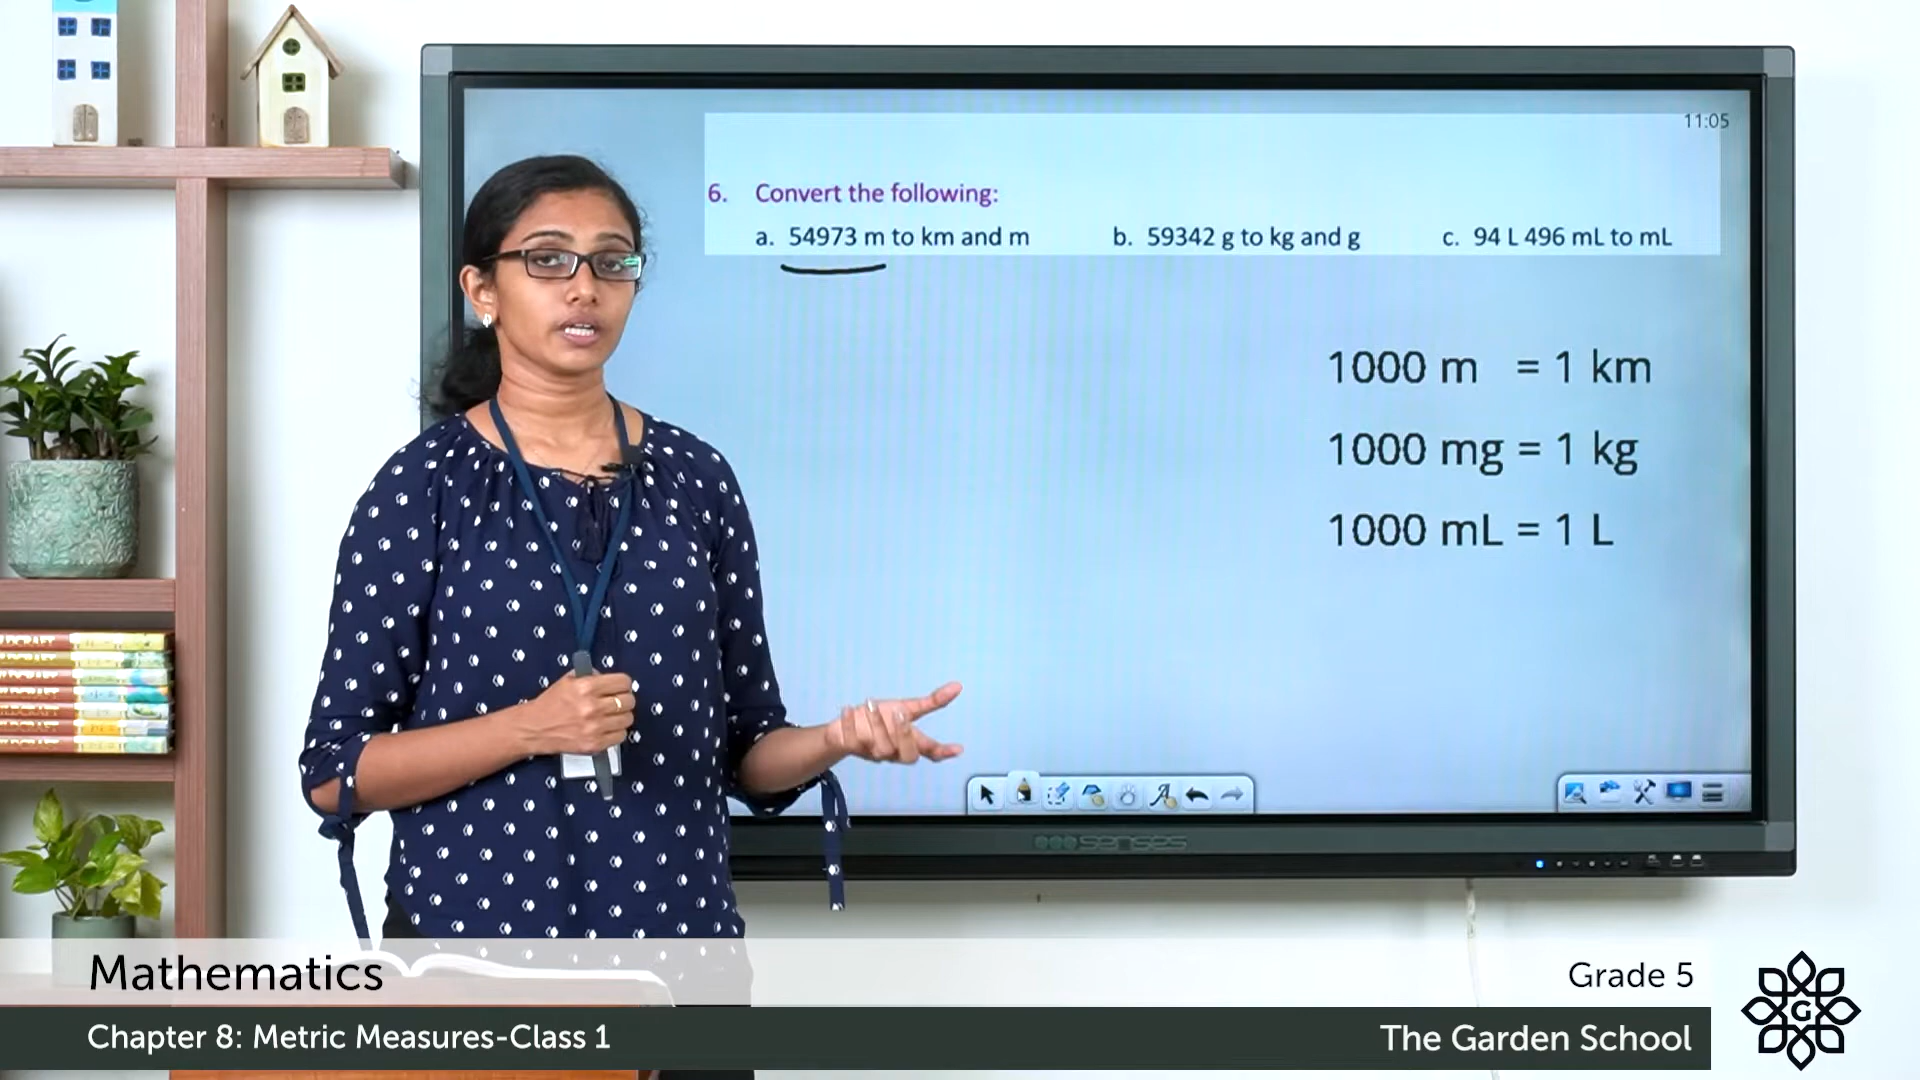 11:05
6. Convert the following:
a. 54973 m to km and m b. 59342 g to kg and g c. 94 L 496 mL to mL
1000 m = 1 km
1000 mg = 1 kg
1000 mL = 1 L
senses
Mathematics
Grade 5
Chapter 8: Metric Measures-Class 1
The Garden School
G